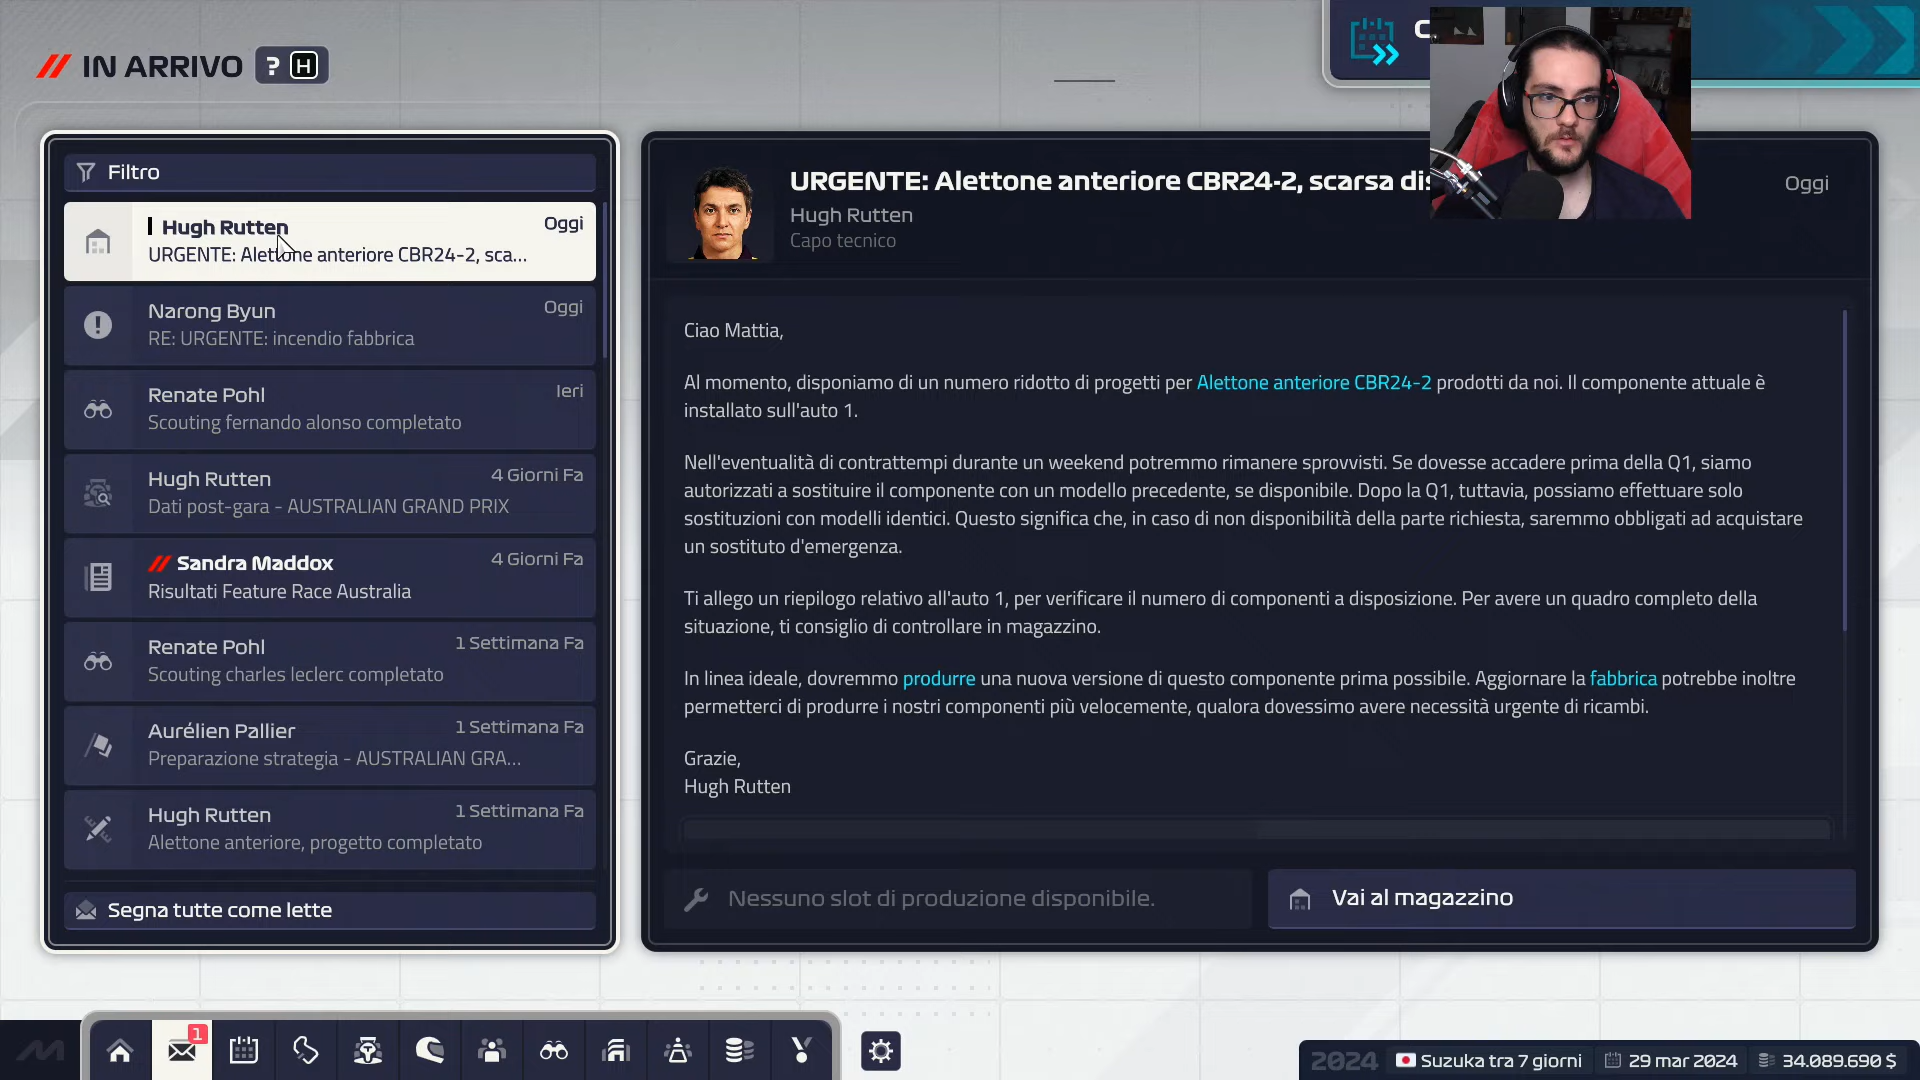 IN ARRIVO ? H
Filtro
Hugh Rutten Oggi
URGENTE: Alettone anteriore CBR24-2, sca...
Narong Byun Oggi
RE: URGENTE: incendio fabbrica
Renate Pohl Ieri
Scouting fernando alonso completato
Hugh Rutten 4 Giorni Fa
Dati post-gara - AUSTRALIAN GRAND PRIX
Sandra Maddox 4 Giorni Fa
Risultati Feature Race Australia
Renate Pohl 1 Settimana Fa
Scouting charles leclerc completato
Aurélien Pallier 1 Settimana Fa
Preparazione strategia - AUSTRALIAN GRA...
Hugh Rutten 1 Settimana Fa
Alettone anteriore, progetto completato
Segna tutte come lette
URGENTE: Alettone anteriore CBR24-2, scarsa
Oggi
Hugh Rutten
Capo tecnico
Ciao Mattia,
Al momento, disponiamo di un numero ridotto di progetti per Alettone anteriore CBR24-2 prodotti da noi. Il componente attuale è
installato sull'auto 1.
Nell'eventualità di contrattempi durante un weekend potremmo rimanere sprovvisti. Se dovesse accadere prima della Q1, siamo
autorizzati a sostituire il componente con un modello precedente, se disponibile. Dopo la Q1, tuttavia, possiamo effettuare solo
sostituzioni con modelli identici. Questo significa che, in caso di non disponibilità della parte richiesta, saremmo obbligati ad acquistare
un sostituto d'emergenza.
Ti allego un riepilogo relativo all'auto 1, per verificare il numero di componenti a disposizione. Per avere un quadro completo della
situazione, ti consiglio di controllare in magazzino.
In linea ideale, dovremmo produrre una nuova versione di questo componente prima possibile. Aggiornare la fabbrica potrebbe inoltre
permetterci di produrre i nostri componenti più velocemente, qualora dovessimo avere necessità urgente di ricambi.
Grazie,
Hugh Rutten
Nessuno slot di produzione disponibile.
Vai al magazzino
1
2024 Suzuka tra 7 giorni 29 mar 2024 34.089.690 $